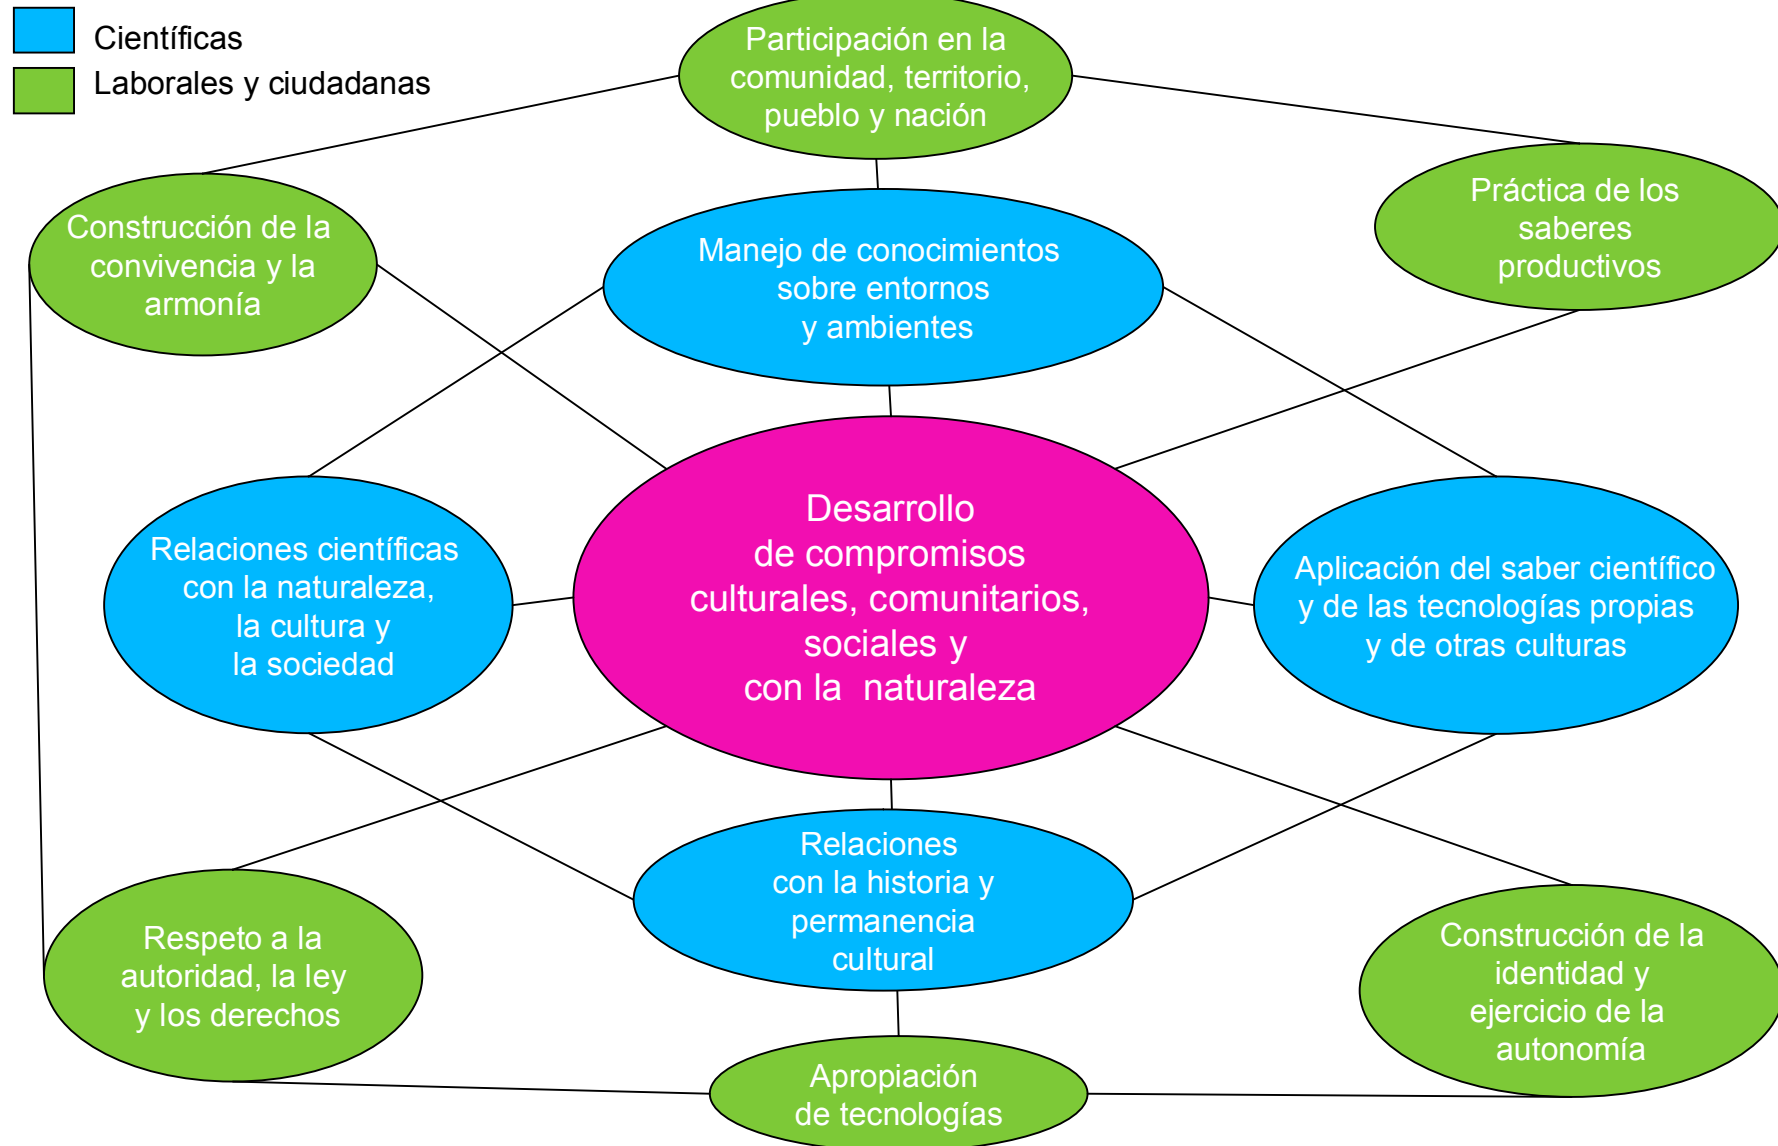 Científicas
Laborales y ciudadanas
Participación en la
comunidad, territorio,
pueblo y nación
Construcción de la
convivencia y la
armonía
Manejo de conocimientos
sobre entornos
y ambientes
Práctica de los
saberes
productivos
Relaciones científicas
con la naturaleza,
la cultura y
la sociedad
Desarrollo
de compromisos
culturales, comunitarios,
sociales y
con la naturaleza
Aplicación del saber científico
y de las tecnologías propias
y de otras culturas
Respeto a la
autoridad, la ley
y los derechos
Relaciones
con la historia y
permanencia
cultural
Construcción de la
identidad y
ejercicio de la
autonomía
Apropiación
de tecnologías